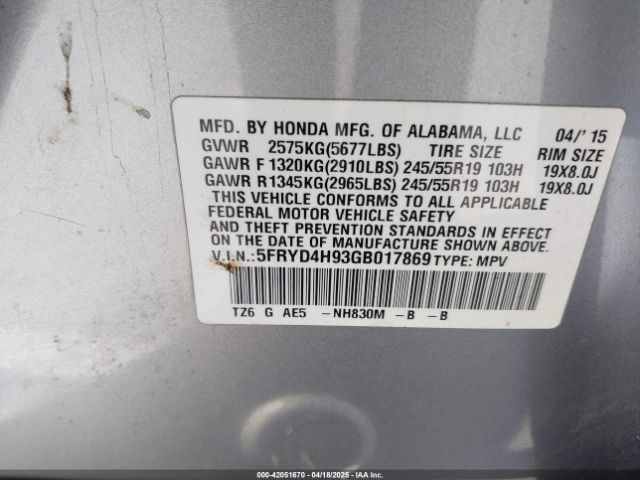 MFD. BY HONDA MFG. OF ALABAMA, LLC 04/' 15
GVWR 2575KG(5677LBS) TIRE SIZE RIM SIZE
GAWR F 1320KG(2910LBS) 245/55R19 103H 19X8.0J
GAWR R1345KG(2965LBS) 245/55R19 103H 19X8.0J
THIS VEHICLE CONFORMS TO ALL APPLICABLE
FEDERAL MOTOR VEHICLE SAFETY
AND THEFT PREVENTION STANDARDS IN EFFECT
ON THE DATE OF MANUFACTURE SHOWN ABOVE.
V.I.N.:5FRYD4H93GB017869 TYPE: MPV
TZ6 G AE5 -NH830M -B -B
000-42051670 - 04/18/2025 - www.iaai.com